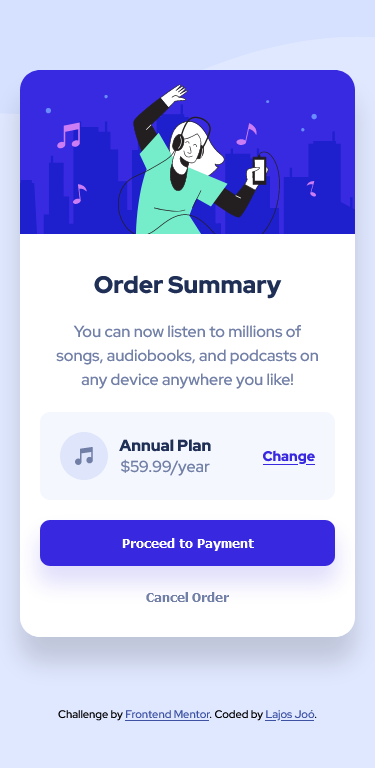 Order Summary
You can now listen to millions of
songs, audiobooks, and podcasts on
any device anywhere you like!
Annual Plan
$59.99/year
Change
Proceed to Payment
Cancel Order
Challenge by Frontend Mentor. Coded by Lajos Joó.